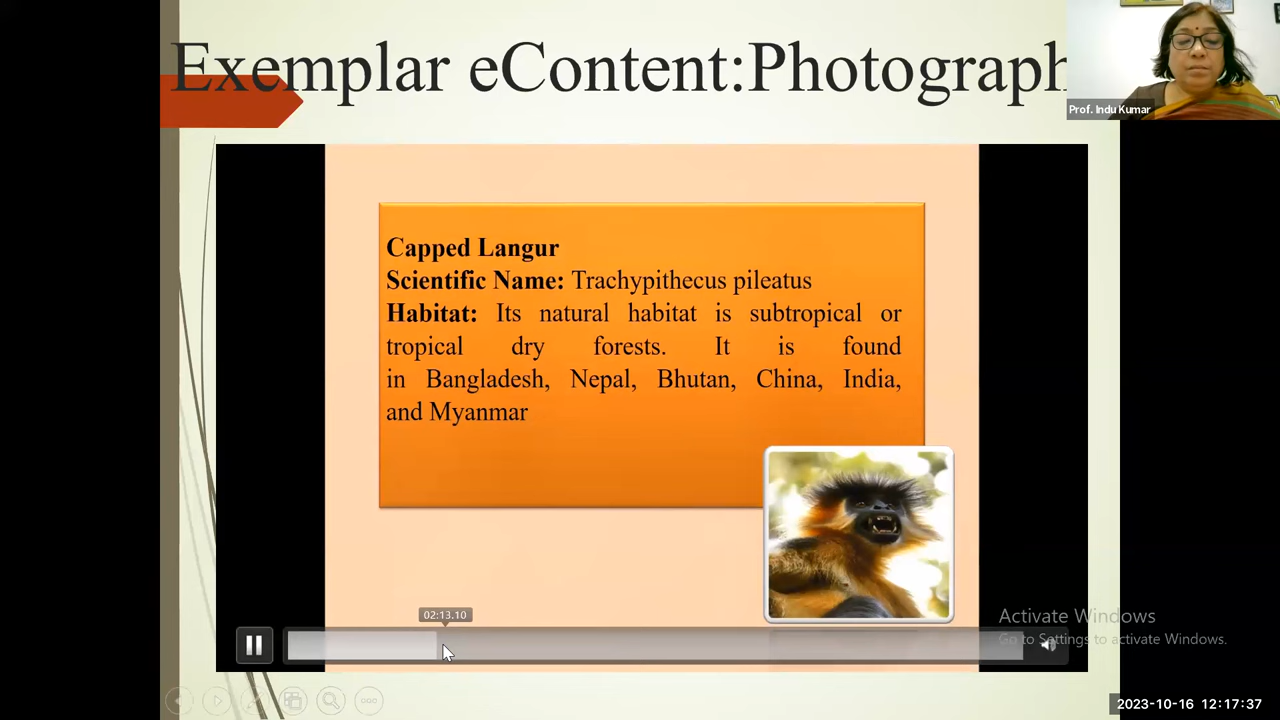 Exemplar eContent:Photograph
Prof. Indu Kumar
Capped Langur
Scientific Name: Trachypithecus pileatus
Habitat: Its natural habitat is subtropical or
tropical dry forests. It is found
in Bangladesh, Nepal, Bhutan, China, India,
and Myanmar
02:13.10
Activate Windows
Go to Settings to activate Windows.
2023-10-16 12:17:37